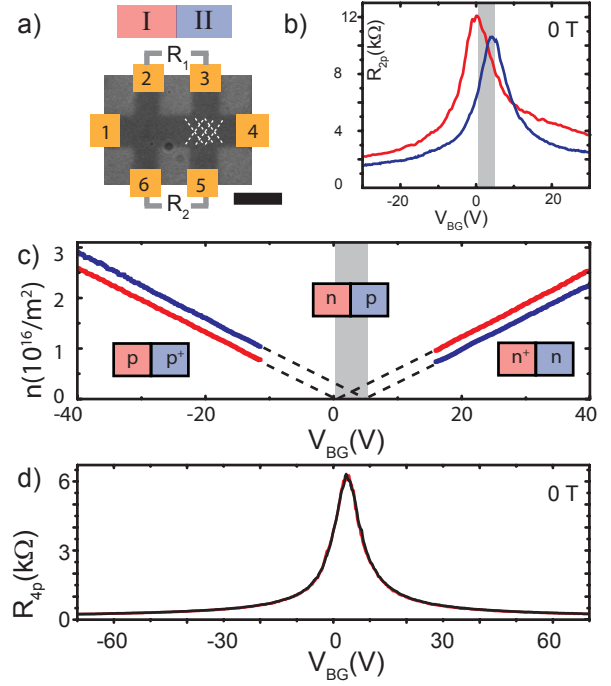 a)
I II
R1
2 3
1 4
6 5
R2
b)
0 T
R2p(kΩ)
12
8
4
0
-20 0 20
VBG(V)
c)
n(10^16/m^2)
3
2
1
0
n p
p p+
n+ n
-40 -20 0 20 40
VBG(V)
d)
0 T
R4p(kΩ)
6
4
2
0
-60 -30 0 30 60
VBG(V)